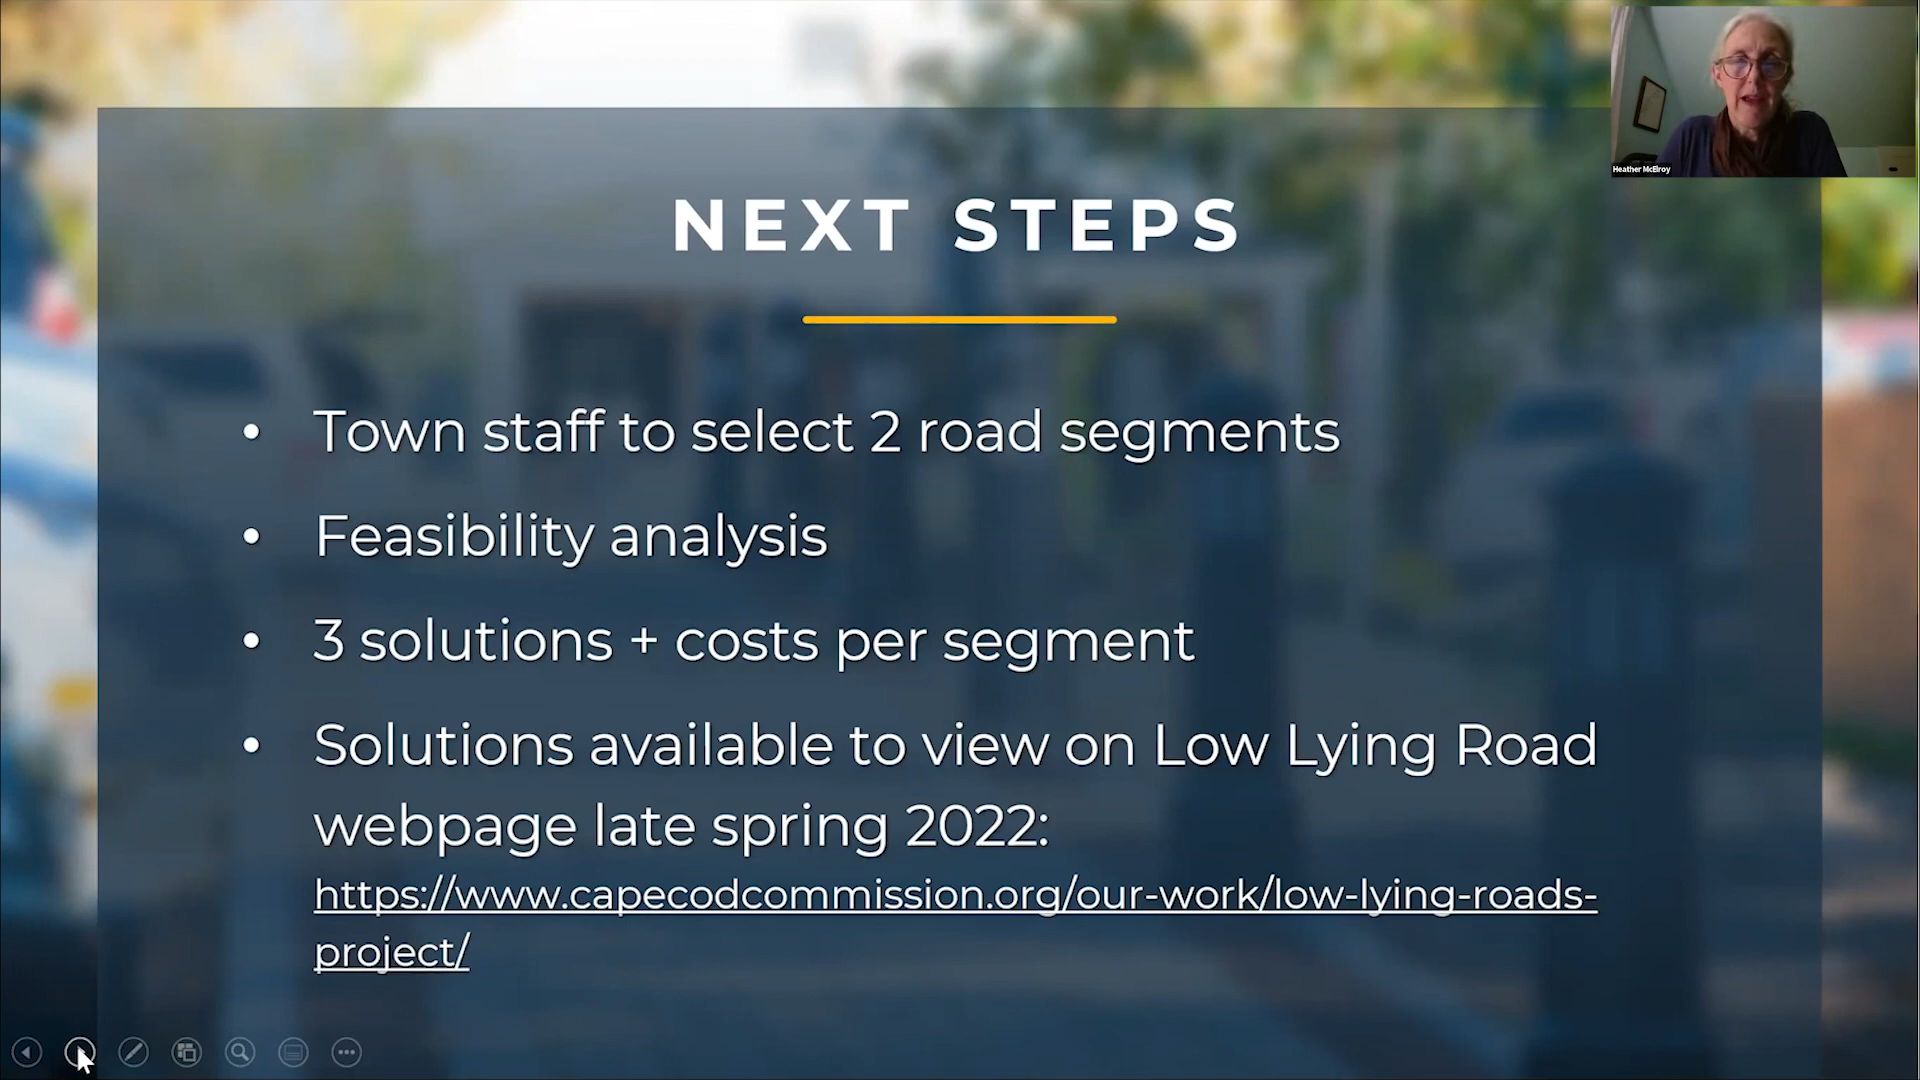 Heather McElroy
NEXT STEPS
• Town staff to select 2 road segments
• Feasibility analysis
• 3 solutions + costs per segment
• Solutions available to view on Low Lying Road
webpage late spring 2022:
https://www.capecodcommission.org/our-work/low-lying-roads-
project/